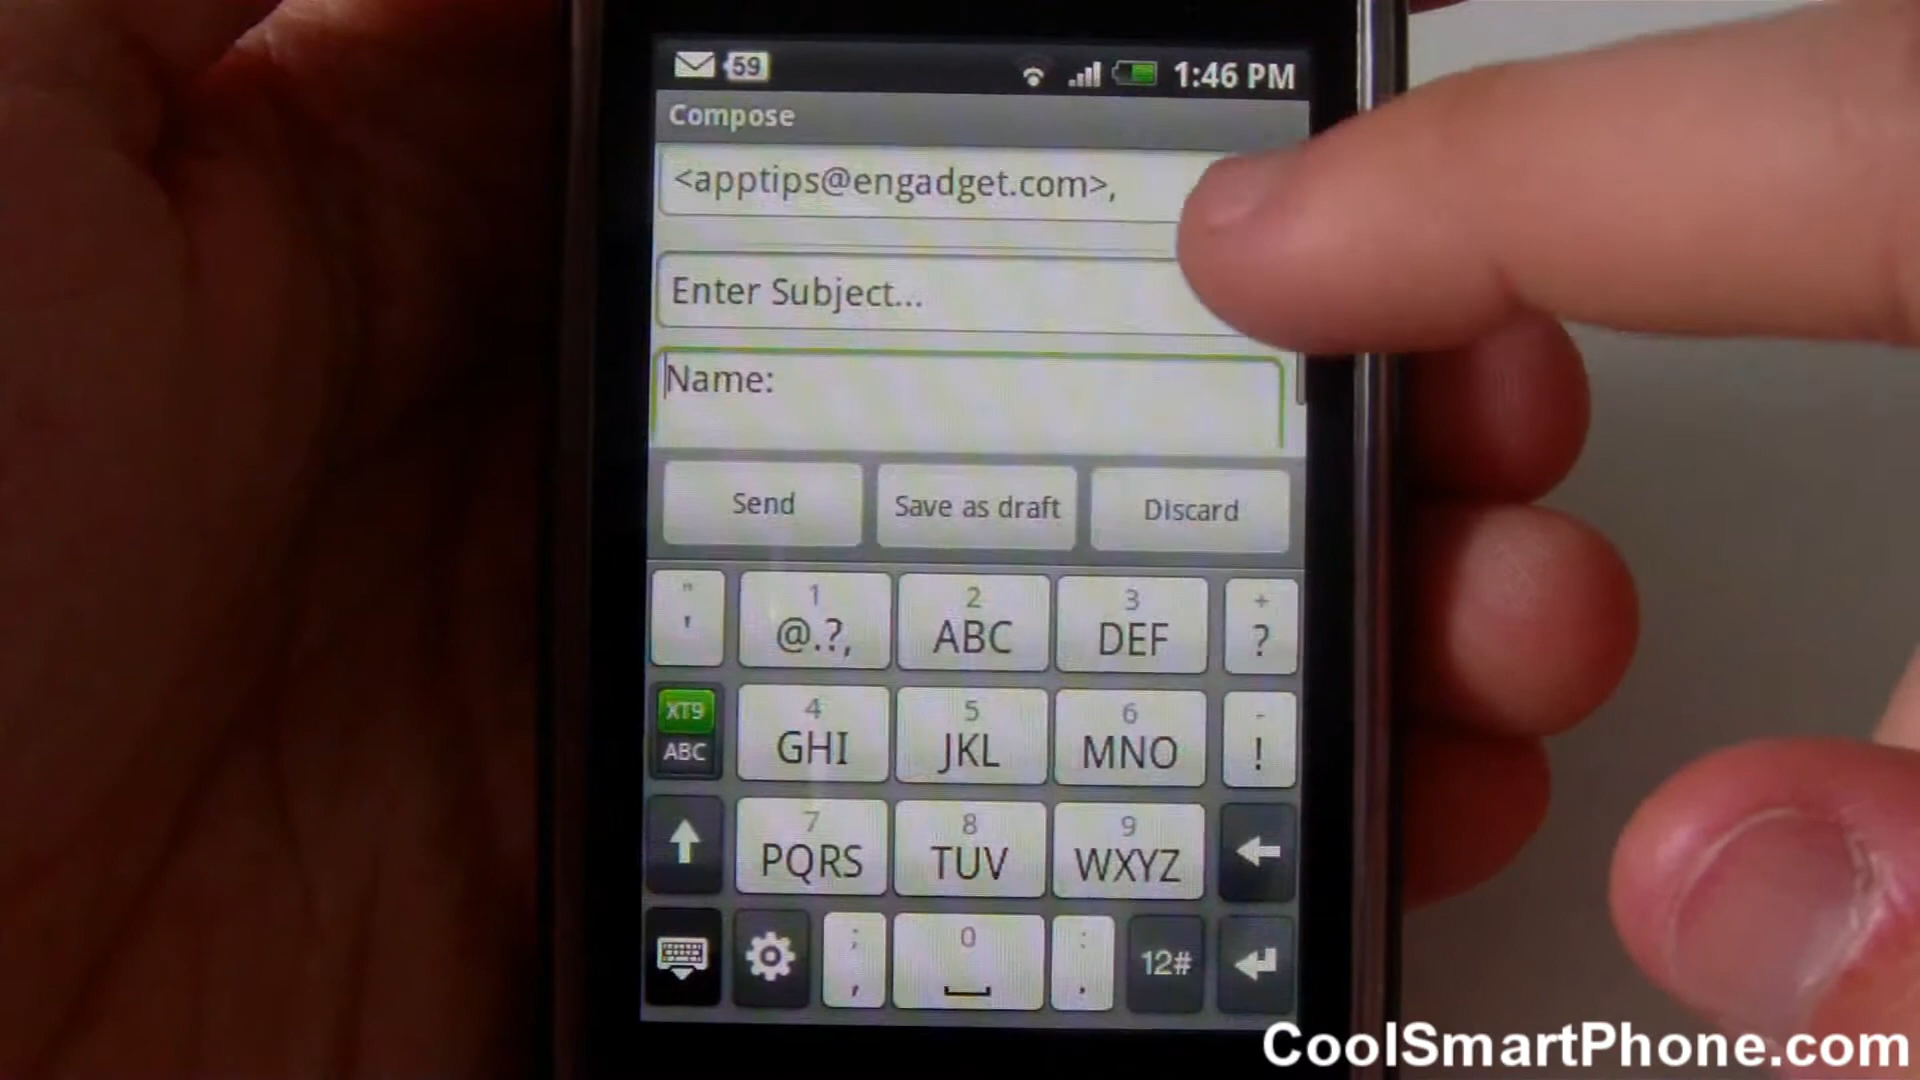 59 1:46 PM
Compose
<apptips@engadget.com>,
Enter Subject...
Name:
Send Save as draft Discard
" 1 2 3 +
' @.?, ABC DEF ?
XT9 4 5 6 -
ABC GHI JKL MNO !
7 8 9
PQRS TUV WXYZ
; 0 :
, . 12#
CoolSmartPhone.com